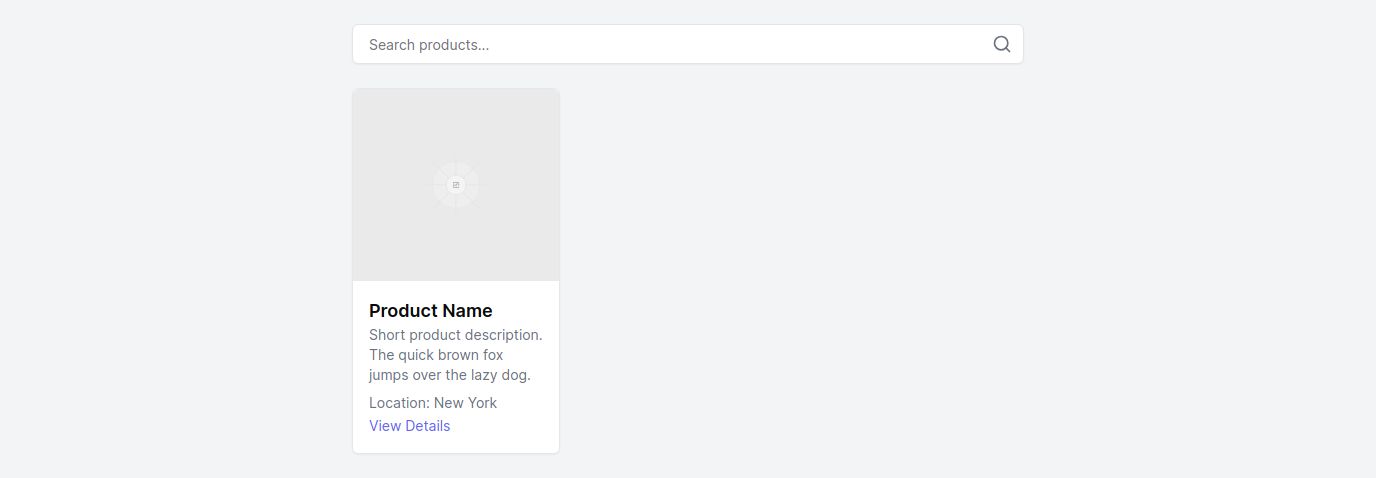 Search products...
Product Name
Short product description.
The quick brown fox
jumps over the lazy dog.
Location: New York
View Details